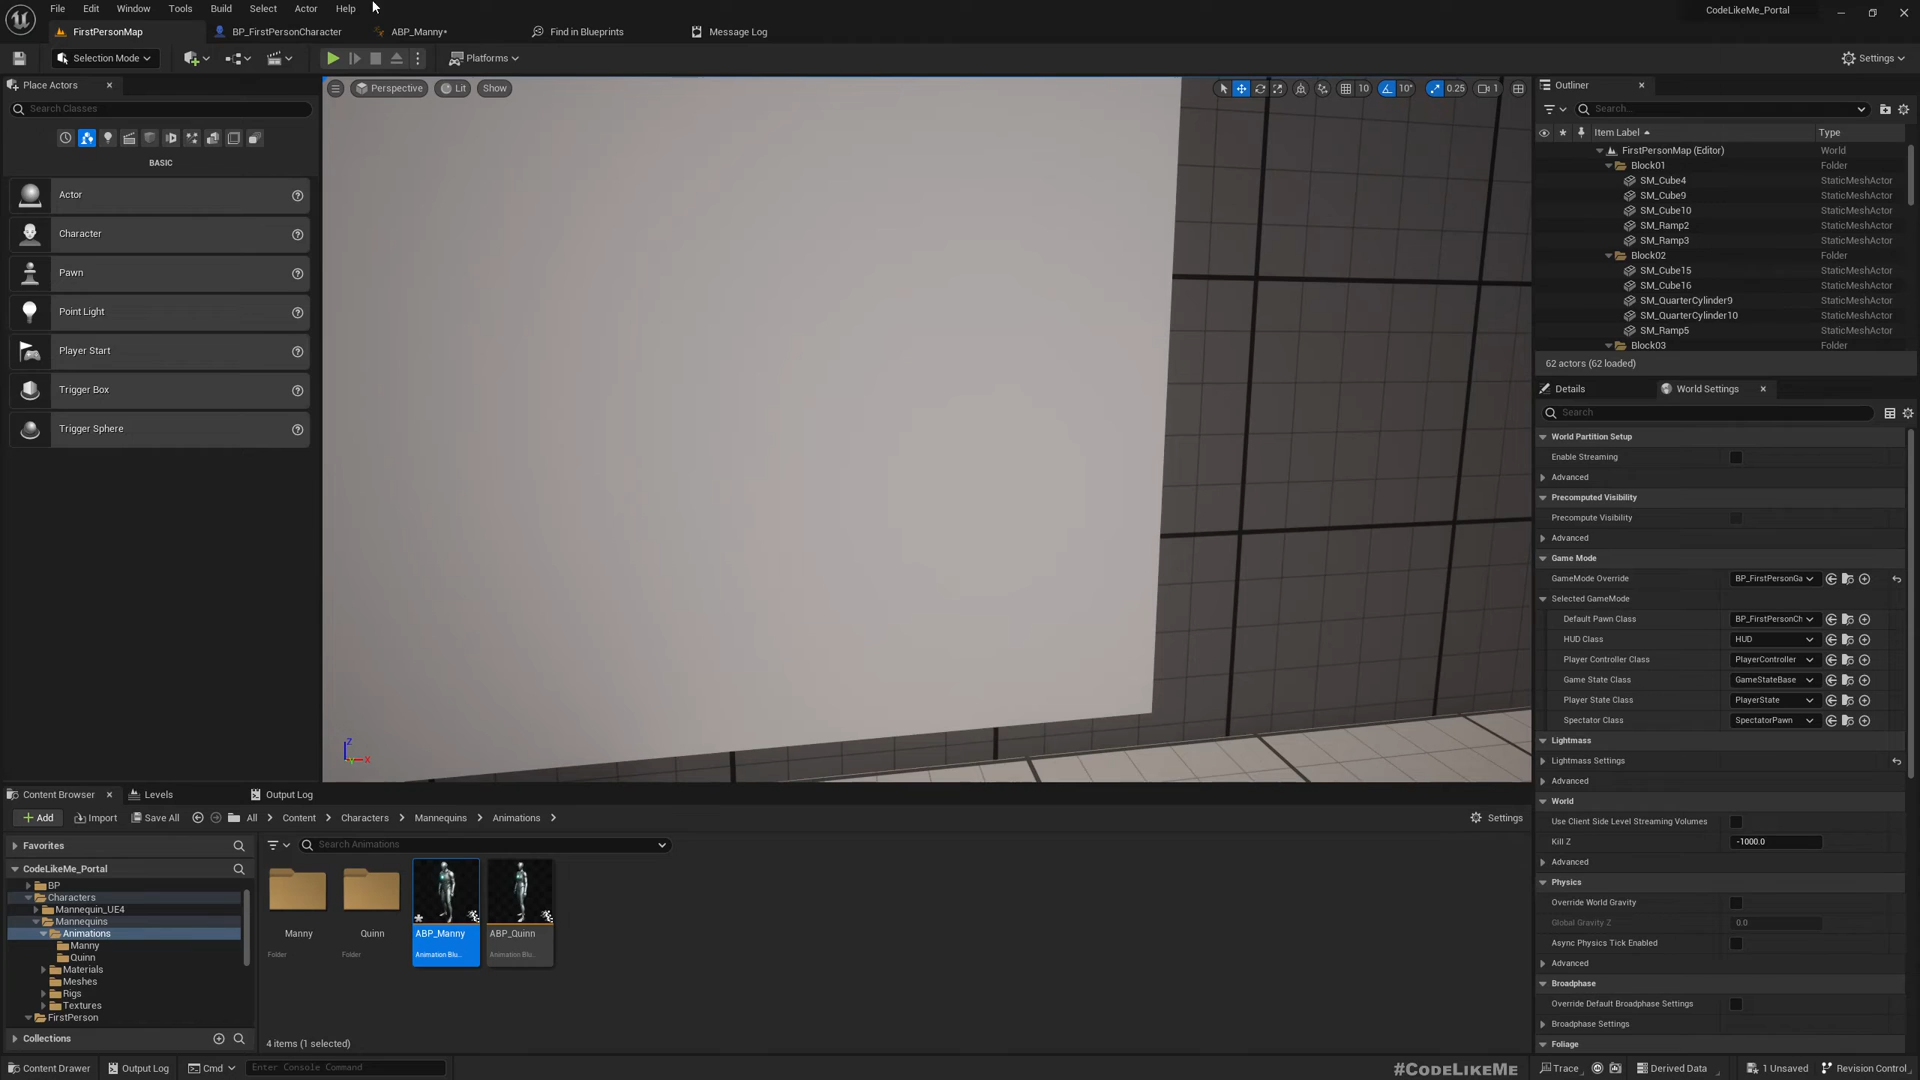 File Edit Window Tools Build Select Actor Help
CodeLikeMe_Portal
FirstPersonMap BP_FirstPersonCharacter ABP_Manny* Find in Blueprints Message Log
Selection Mode Platforms Settings
Place Actors
Search Classes
BASIC
Actor
Character
Pawn
Point Light
Player Start
Trigger Box
Trigger Sphere
Perspective Lit Show 10 10° 0.25 1
Z
X
Outliner
Search...
Item Label Type
FirstPersonMap (Editor) World
Block01 Folder
SM_Cube4 StaticMeshActor
SM_Cube9 StaticMeshActor
SM_Cube10 StaticMeshActor
SM_Ramp2 StaticMeshActor
SM_Ramp3 StaticMeshActor
Block02 Folder
SM_Cube15 StaticMeshActor
SM_Cube16 StaticMeshActor
SM_QuarterCylinder9 StaticMeshActor
SM_QuarterCylinder10 StaticMeshActor
SM_Ramp5 StaticMeshActor
Block03 Folder
62 actors (62 loaded)
Details World Settings
Search
World Partition Setup
Enable Streaming
Advanced
Precomputed Visibility
Precompute Visibility
Advanced
Game Mode
GameMode Override BP_FirstPersonGa
Selected GameMode
Default Pawn Class BP_FirstPersonCh
HUD Class HUD
Player Controller Class PlayerController
Game State Class GameStateBase
Player State Class PlayerState
Spectator Class SpectatorPawn
Lightmass
Lightmass Settings
Advanced
World
Use Client Side Level Streaming Volumes
Kill Z -1000.0
Advanced
Physics
Override World Gravity
Global Gravity Z 0.0
Async Physics Tick Enabled
Advanced
Broadphase
Override Default Broadphase Settings
Broadphase Settings
Foliage
Content Browser Levels Output Log
Add Import Save All All Content Characters Mannequins Animations Settings
Favorites
CodeLikeMe_Portal
BP
Characters
Mannequin_UE4
Mannequins
Animations
Manny
Quinn
Materials
Meshes
Rigs
Textures
FirstPerson
Collections
Search Animations
Manny Quinn ABP_Manny ABP_Quinn
Folder Folder Animation Blu... Animation Blu...
4 items (1 selected)
#CodeLikeMe
Content Drawer Output Log Cmd Enter Console Command Trace Derived Data 1 Unsaved Revision Control